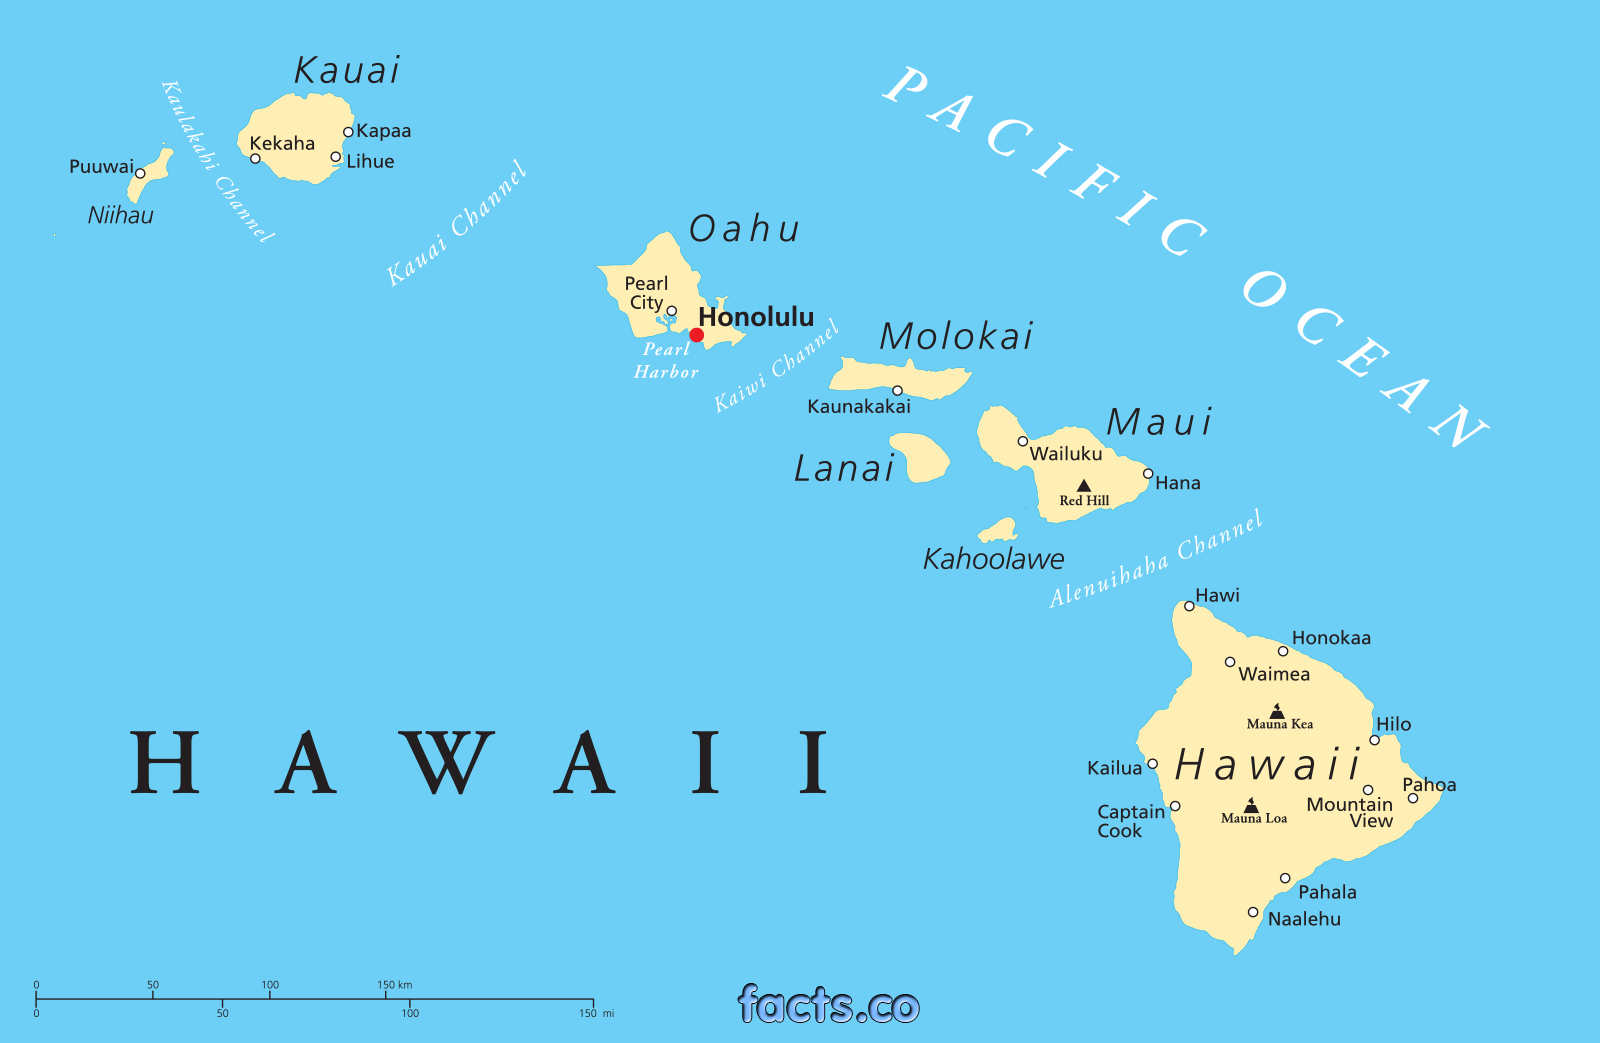 Kauai
Kaulakahi Channel
Kapaa
Kekaha
Lihue
Puuwai
Niihau
Kauai Channel
PACIFIC OCEAN
Oahu
Pearl
City
Honolulu
Pearl
Harbor
Kaiwi Channel
Molokai
Kaunakakai
Maui
Lanai
Wailuku
Hana
Red Hill
Kahoolawe
Alenuihaha Channel
Hawi
Honokaa
Waimea
Mauna Kea
Hilo
HAWAII
Hawaii
Kailua
Pahoa
Mountain
View
Captain
Cook
Mauna Loa
Pahala
Naalehu
0 50 100 150 km
0 50 100 150 mi
facts.co